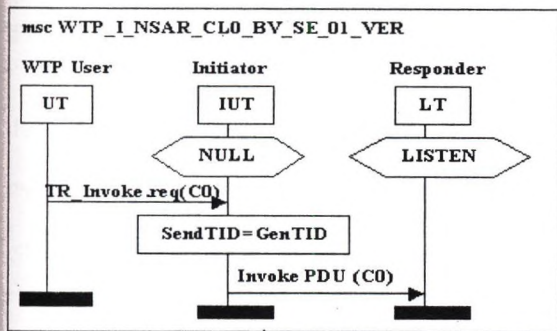 msc WTP_I_NSAR_CL0_BV_SE_01_VER
WTP User Initiator Responder
UT IUT LT
NULL LISTEN
TR_Invoke.req(C0)
SendTID=GenTID
Invoke PDU (C0)